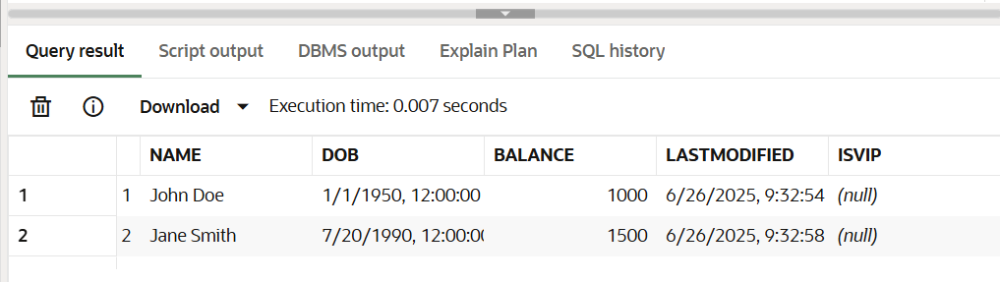 Query result Script output DBMS output Explain Plan SQL history
Download Execution time: 0.007 seconds
NAME DOB BALANCE LASTMODIFIED ISVIP
1 1 John Doe 1/1/1950, 12:00:00 1000 6/26/2025, 9:32:54 (null)
2 2 Jane Smith 7/20/1990, 12:00:00 1500 6/26/2025, 9:32:58 (null)